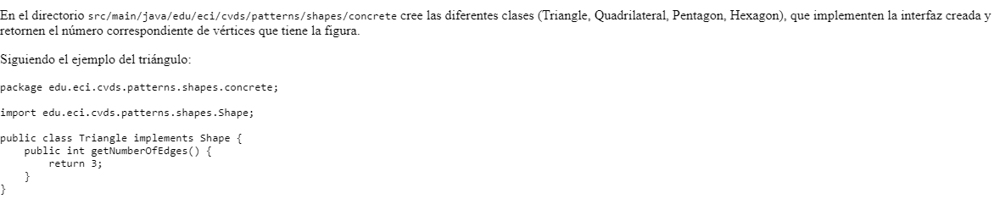 En el directorio src/main/java/edu/eci/cvds/patterns/shapes/concrete cree las diferentes clases (Triangle, Quadrilateral, Pentagon, Hexagon), que implementen la interfaz creada y
retornen el número correspondiente de vértices que tiene la figura.
Siguiendo el ejemplo del triángulo:
package edu.eci.cvds.patterns.shapes.concrete;
import edu.eci.cvds.patterns.shapes.Shape;
public class Triangle implements Shape {
    public int getNumberOfEdges() {
        return 3;
    }
}